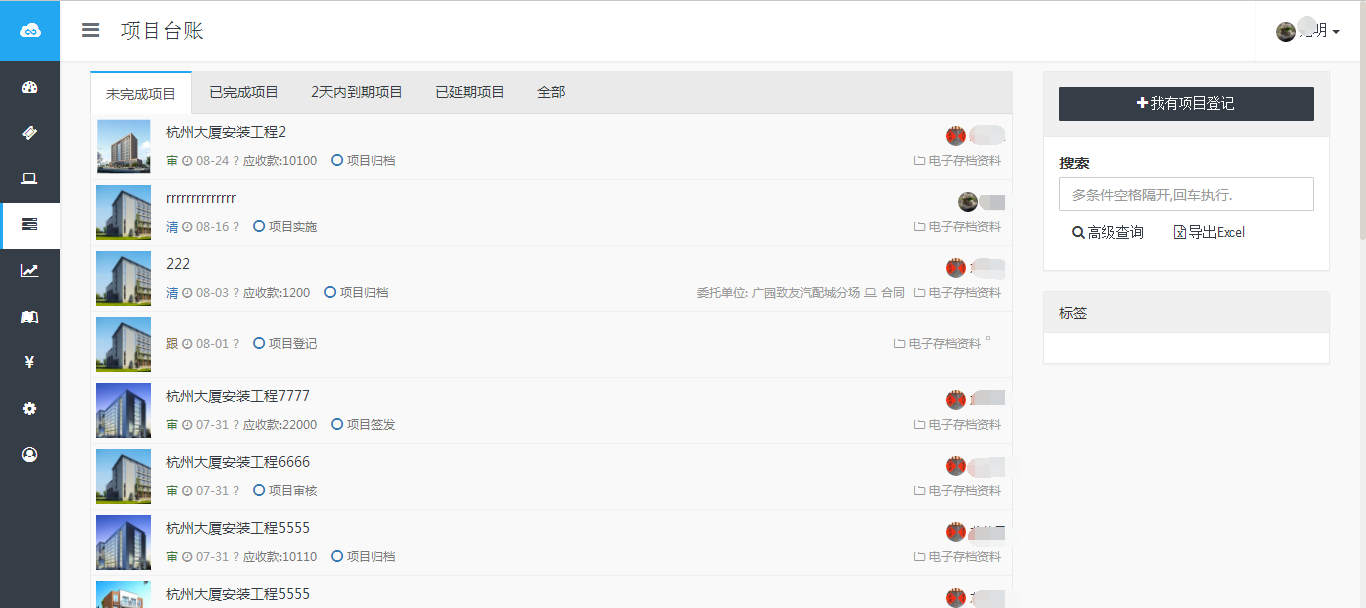 项目台账
明
未完成项目 已完成项目 2天内到期项目 已延期项目 全部
杭州大厦安装工程2
审 08-24 ? 应收款:10100 项目归档 电子存档资料
rrrrrrrrrrrrrr
清 08-16 ? 项目实施 电子存档资料
222
清 08-03 ? 应收款:1200 项目归档 委托单位: 广园致友汽配城分场 合同 电子存档资料
跟 08-01 ? 项目登记 电子存档资料
杭州大厦安装工程7777
审 07-31 ? 应收款:22000 项目签发 电子存档资料
杭州大厦安装工程6666
审 07-31 ? 项目审核 电子存档资料
杭州大厦安装工程5555
审 07-31 ? 应收款:10110 项目归档 电子存档资料
杭州大厦安装工程5555
我有项目登记
搜索
多条件空格隔开,回车执行.
高级查询 导出Excel
标签